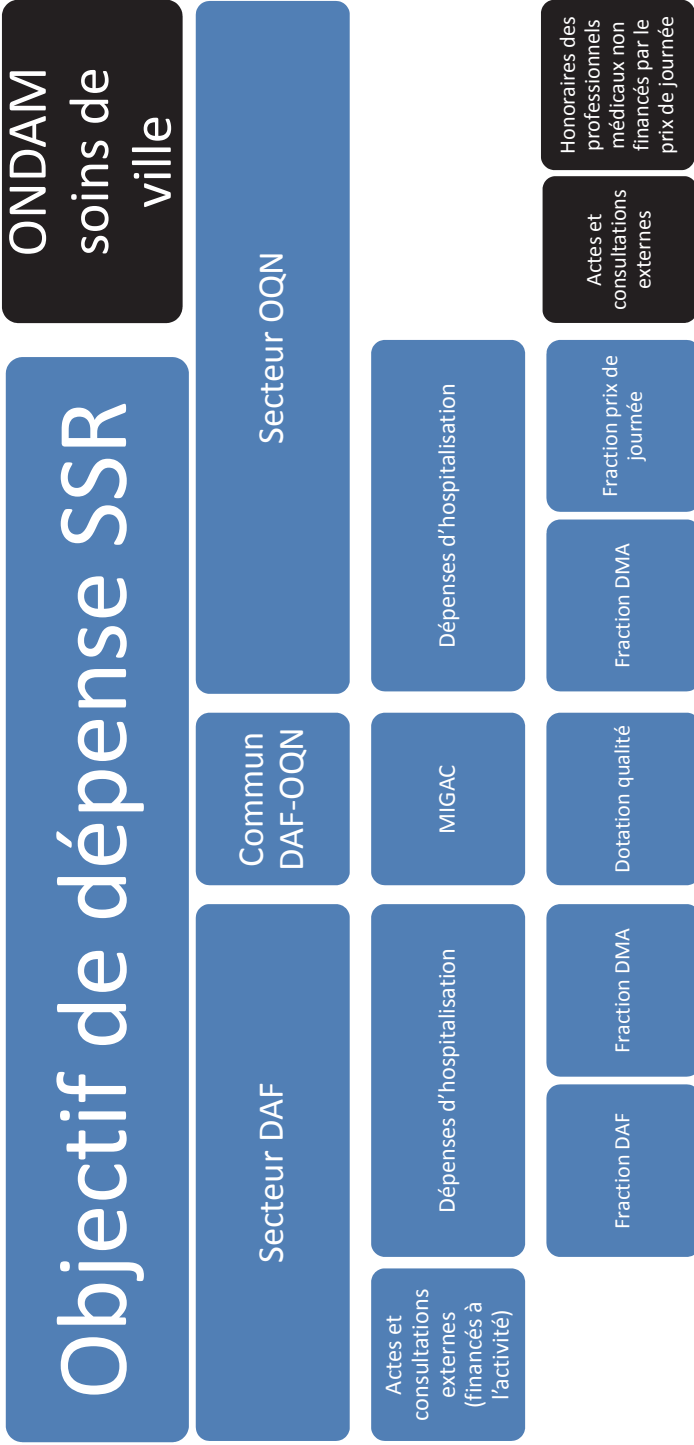 Objectif de dépense SSR
ONDAM
soins de
ville
Secteur DAF
Commun
DAF-OQN
Secteur OQN
Actes et
consultations
externes
(financés à
l’activité)
Dépenses d’hospitalisation
MIGAC
Dépenses d’hospitalisation
Fraction DAF
Fraction DMA
Dotation qualité
Fraction DMA
Fraction prix de
journée
Actes et
consultations
externes
Honoraires des
professionnels
médicaux non
financés par le
prix de journée